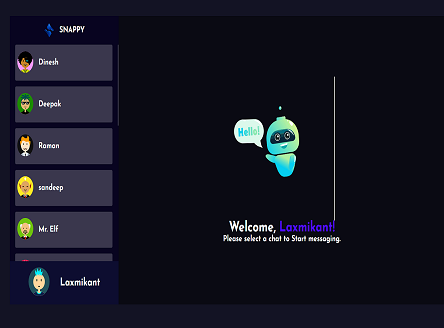 SNAPPY
Dinesh
Deepak
Raman
sandeep
Mr. Elf
Laxmikant
Hello!
Welcome, Laxmikant!
Please select a chat to Start messaging.